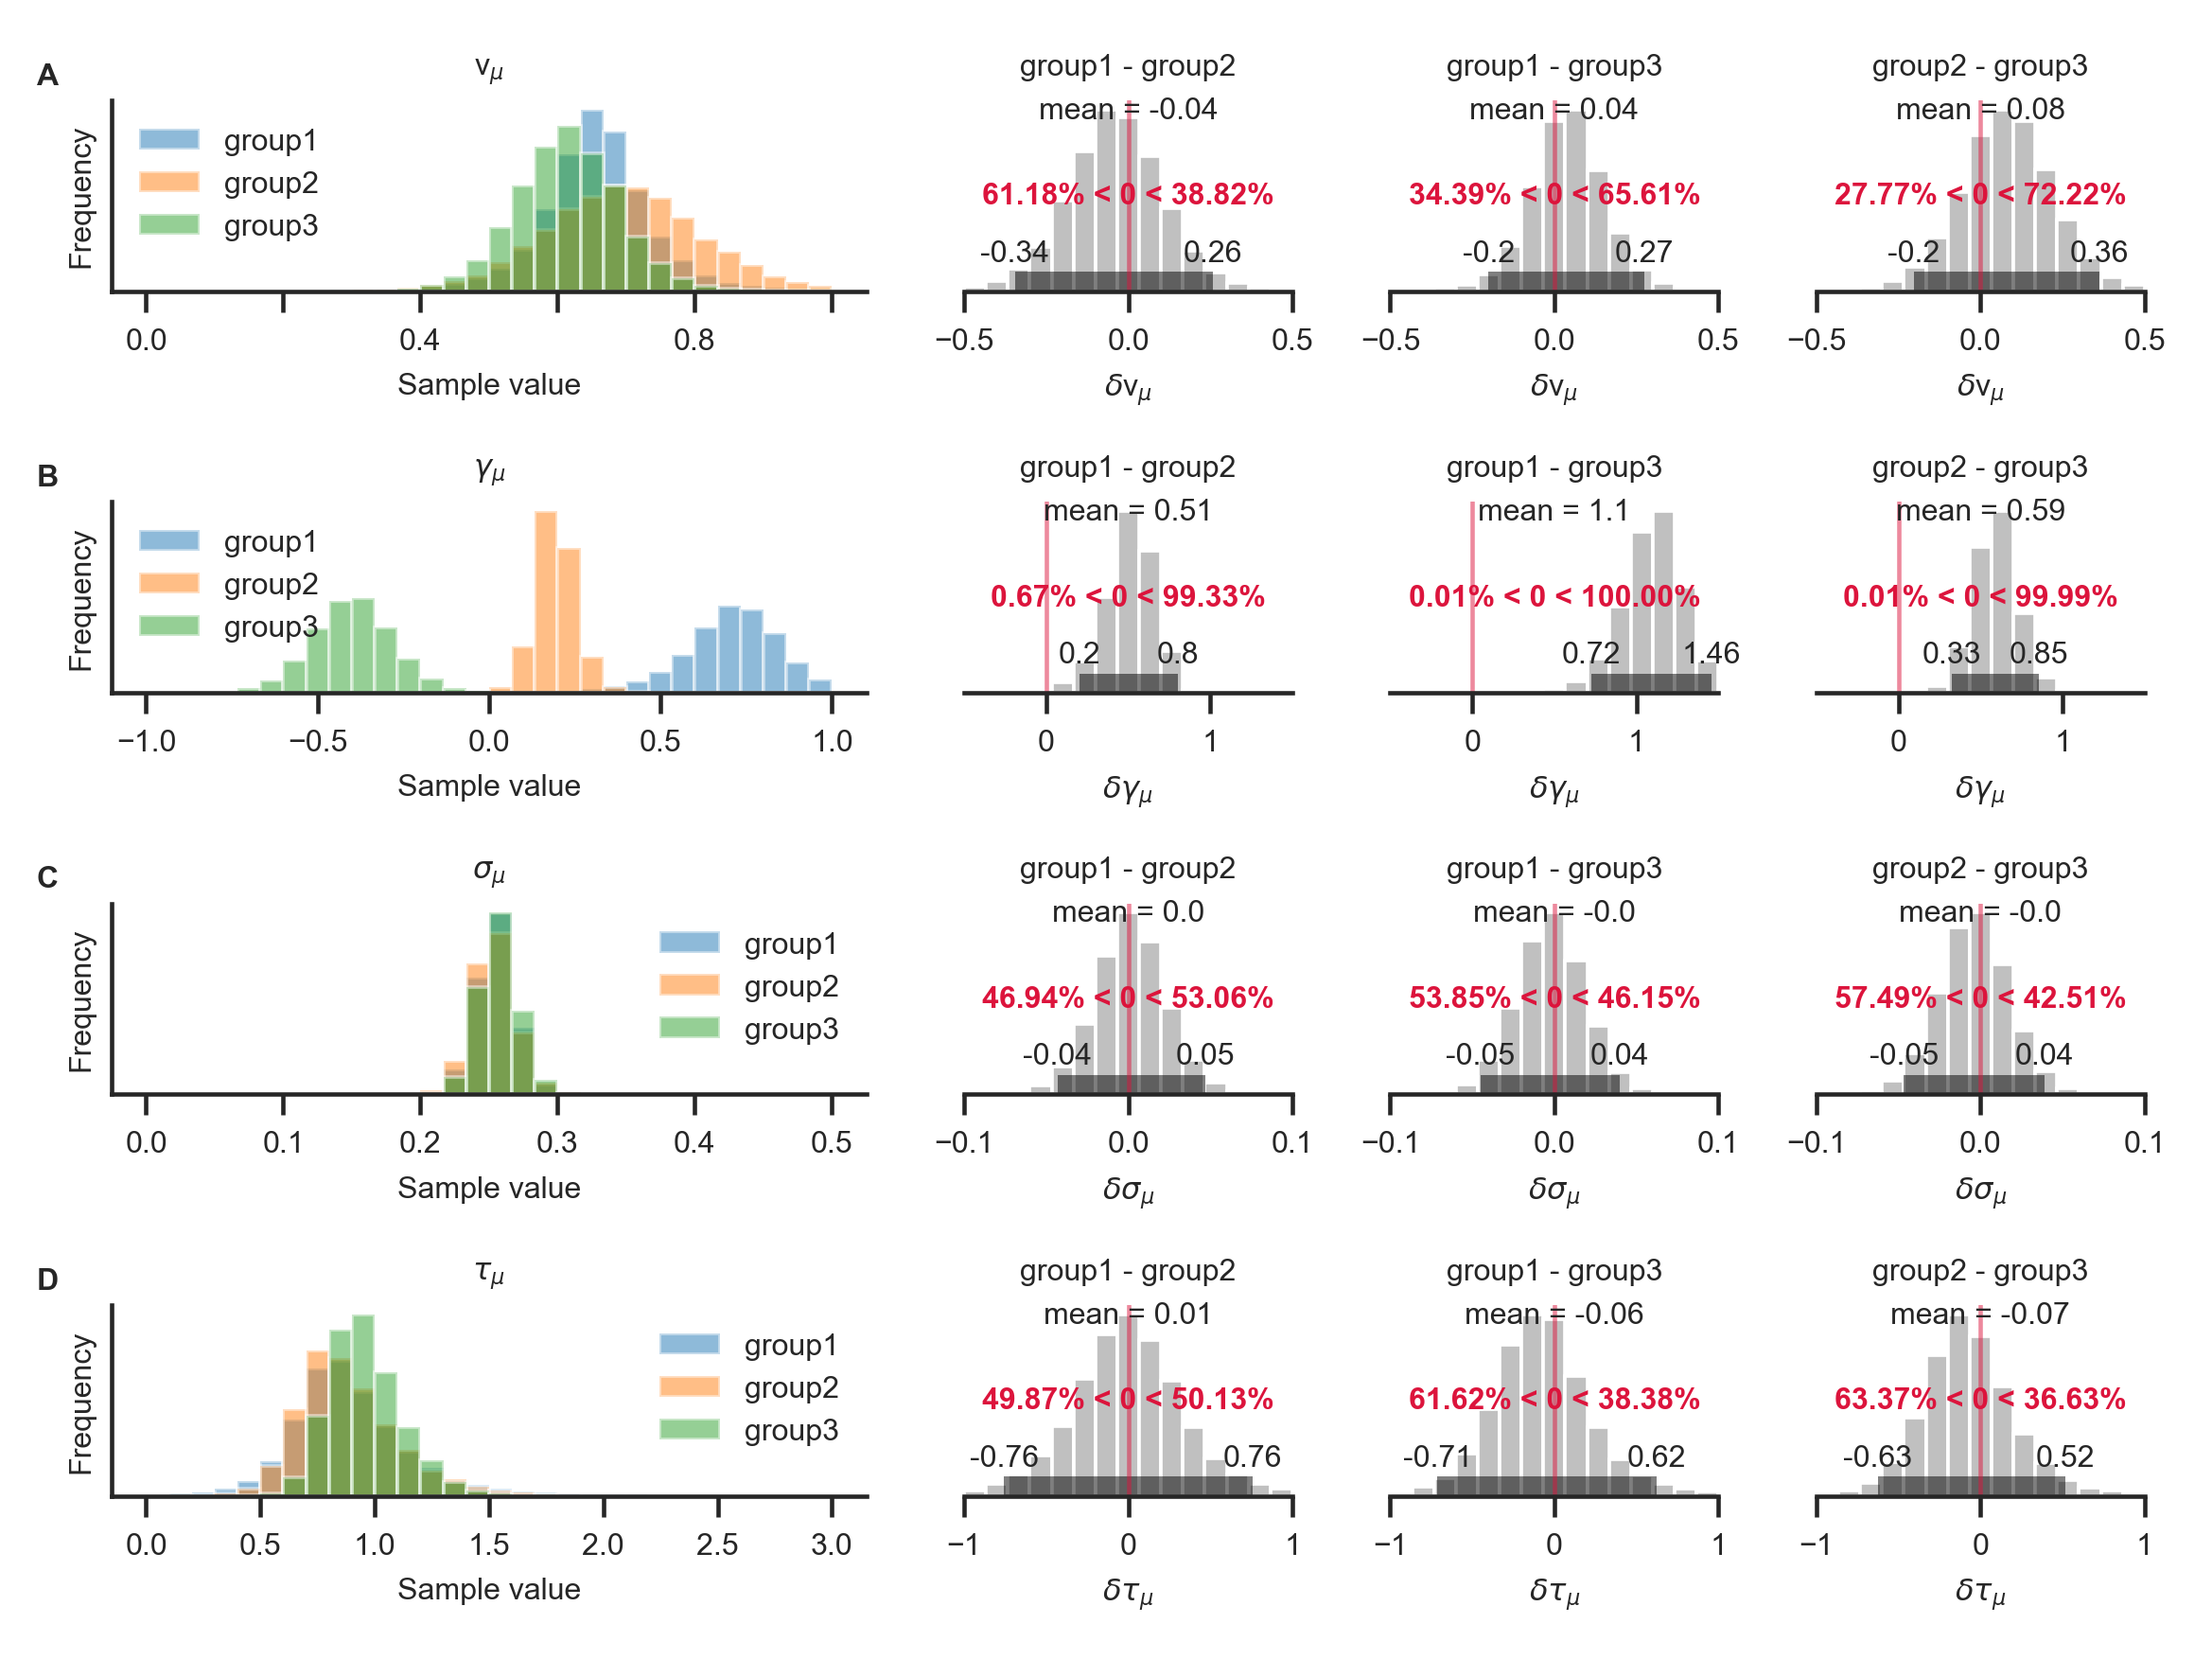 A
vμ
Frequency
group1
group2
group3
0.0 0.4 0.8
Sample value
group1 - group2
mean = -0.04
61.18% < 0 < 38.82%
-0.34 0.26
−0.5 0.0 0.5
δvμ
group1 - group3
mean = 0.04
34.39% < 0 < 65.61%
-0.2 0.27
−0.5 0.0 0.5
δvμ
group2 - group3
mean = 0.08
27.77% < 0 < 72.22%
-0.2 0.36
−0.5 0.0 0.5
δvμ
B
γμ
Frequency
group1
group2
group3
−1.0 −0.5 0.0 0.5 1.0
Sample value
group1 - group2
mean = 0.51
0.67% < 0 < 99.33%
0.2 0.8
0 1
δγμ
group1 - group3
mean = 1.1
0.01% < 0 < 100.00%
0.72 1.46
0 1
δγμ
group2 - group3
mean = 0.59
0.01% < 0 < 99.99%
0.33 0.85
0 1
δγμ
C
σμ
Frequency
group1
group2
group3
0.0 0.1 0.2 0.3 0.4 0.5
Sample value
group1 - group2
mean = 0.0
46.94% < 0 < 53.06%
-0.04 0.05
−0.1 0.0 0.1
δσμ
group1 - group3
mean = -0.0
53.85% < 0 < 46.15%
-0.05 0.04
−0.1 0.0 0.1
δσμ
group2 - group3
mean = -0.0
57.49% < 0 < 42.51%
-0.05 0.04
−0.1 0.0 0.1
δσμ
D
τμ
Frequency
group1
group2
group3
0.0 0.5 1.0 1.5 2.0 2.5 3.0
Sample value
group1 - group2
mean = 0.01
49.87% < 0 < 50.13%
-0.76 0.76
−1 0 1
δτμ
group1 - group3
mean = -0.06
61.62% < 0 < 38.38%
-0.71 0.62
−1 0 1
δτμ
group2 - group3
mean = -0.07
63.37% < 0 < 36.63%
-0.63 0.52
−1 0 1
δτμ